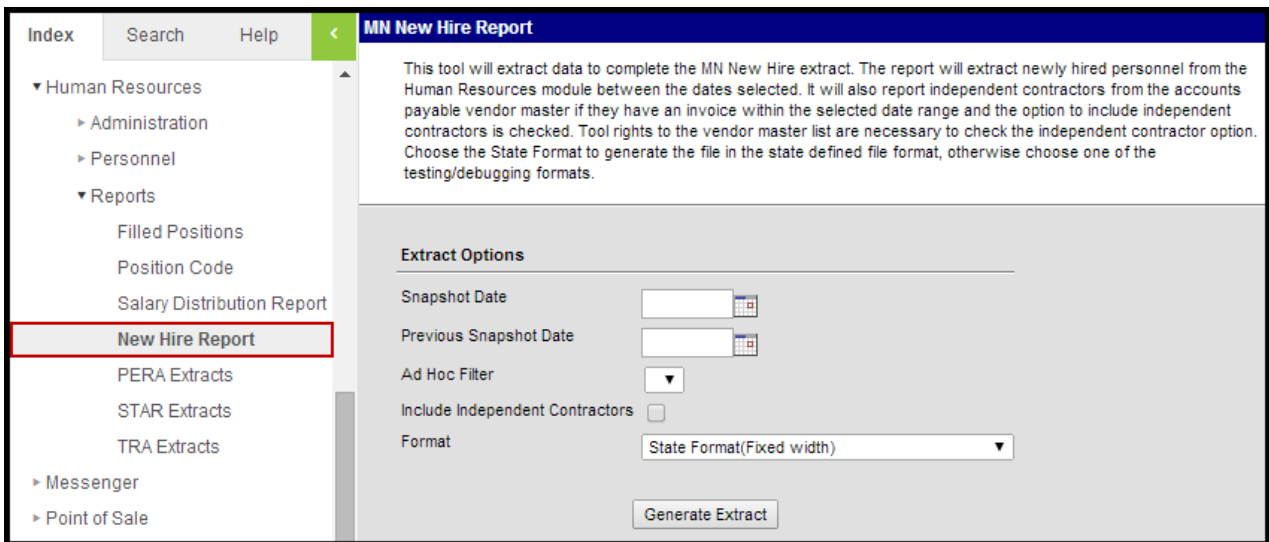 Index Search Help <
Human Resources
Administration
Personnel
Reports
Filled Positions
Position Code
Salary Distribution Report
New Hire Report
PERA Extracts
STAR Extracts
TRA Extracts
Messenger
Point of Sale
MN New Hire Report
This tool will extract data to complete the MN New Hire extract. The report will extract newly hired personnel from the
Human Resources module between the dates selected. It will also report independent contractors from the accounts
payable vendor master if they have an invoice within the selected date range and the option to include independent
contractors is checked. Tool rights to the vendor master list are necessary to check the independent contractor option.
Choose the State Format to generate the file in the state defined file format, otherwise choose one of the
testing/debugging formats.
Extract Options
Snapshot Date
Previous Snapshot Date
Ad Hoc Filter
Include Independent Contractors
Format State Format(Fixed width)
Generate Extract